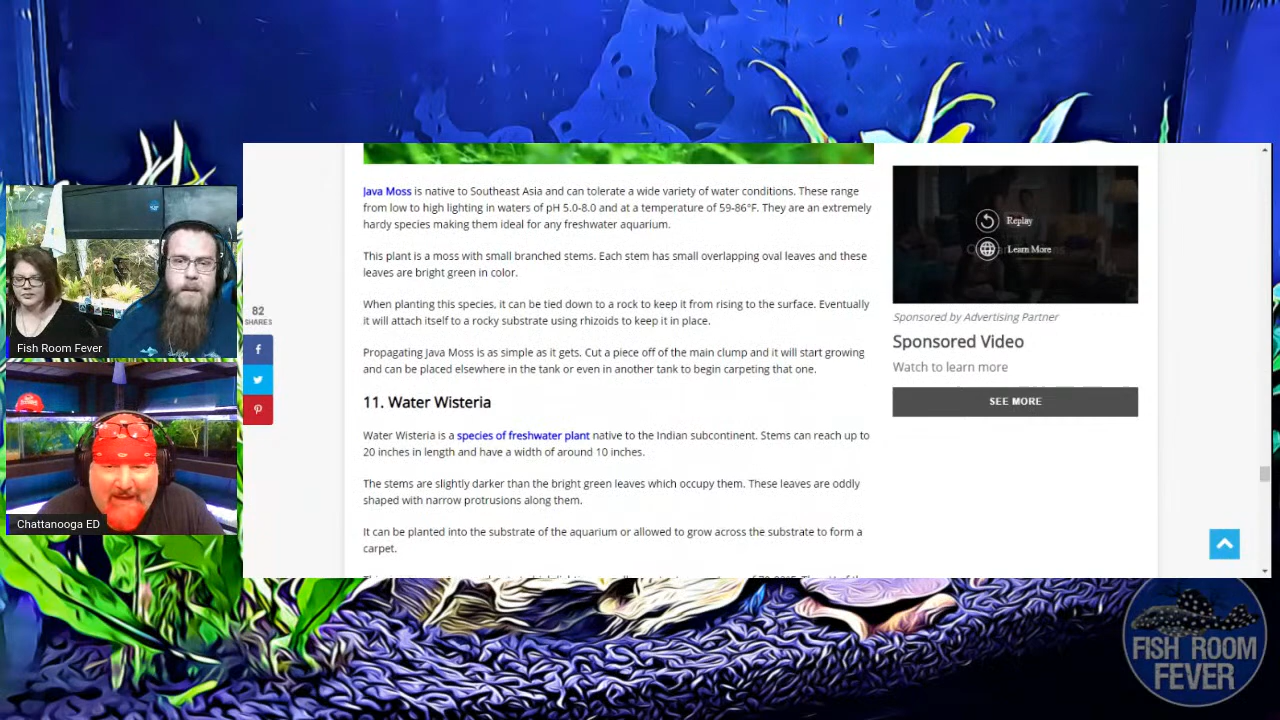 Java Moss is native to Southeast Asia and can tolerate a wide variety of water conditions. These range
from low to high lighting in waters of pH 5.0-8.0 and at a temperature of 59-86°F. They are an extremely
hardy species making them ideal for any freshwater aquarium.
This plant is a moss with small branched stems. Each stem has small overlapping oval leaves and these
leaves are bright green in color.
When planting this species, it can be tied down to a rock to keep it from rising to the surface. Eventually
it will attach itself to a rocky substrate using rhizoids to keep it in place.
Propagating Java Moss is as simple as it gets. Cut a piece off of the main clump and it will start growing
and can be placed elsewhere in the tank or even in another tank to begin carpeting that one.
11. Water Wisteria
Water Wisteria is a species of freshwater plant native to the Indian subcontinent. Stems can reach up to
20 inches in length and have a width of around 10 inches.
The stems are slightly darker than the bright green leaves which occupy them. These leaves are oddly
shaped with narrow protrusions along them.
It can be planted into the substrate of the aquarium or allowed to grow across the substrate to form a
carpet.
82
SHARES
Replay
Learn More
Sponsored by Advertising Partner
Sponsored Video
Watch to learn more
SEE MORE
Fish Room Fever
Chattanooga ED
FISH ROOM
FEVER